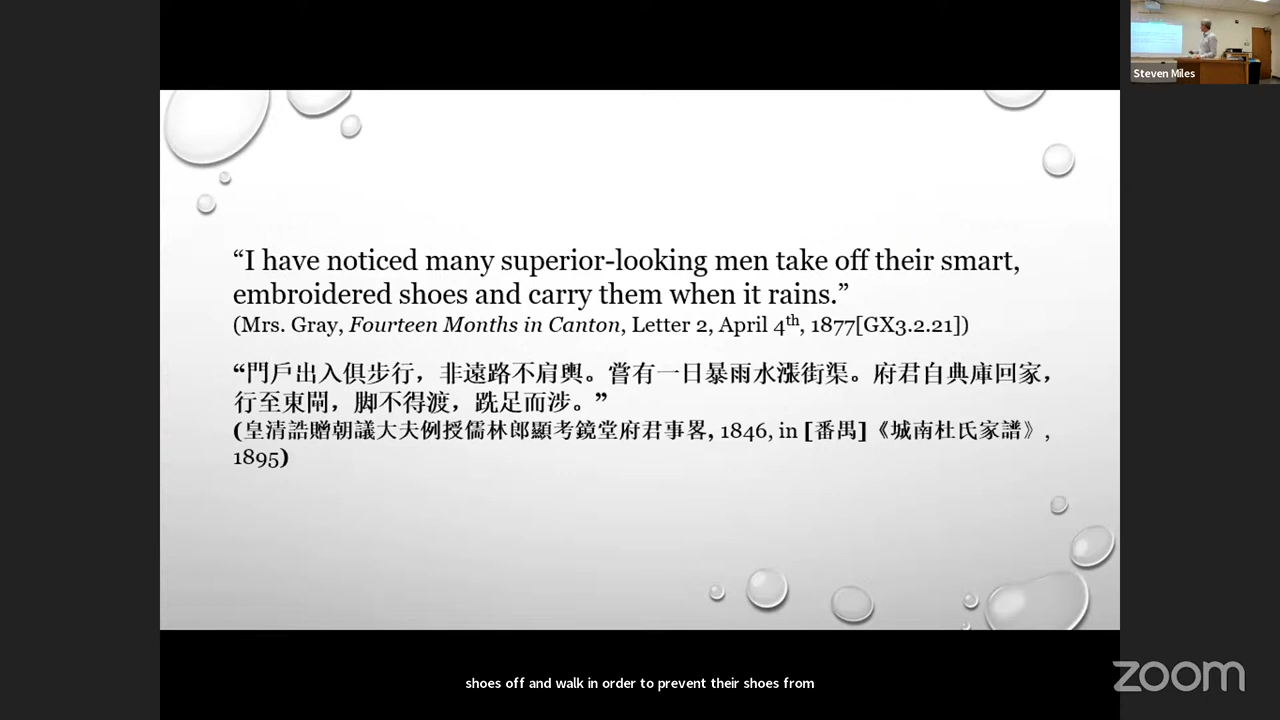 Steven Miles
“I have noticed many superior-looking men take off their smart,
embroidered shoes and carry them when it rains.”
(Mrs. Gray, Fourteen Months in Canton, Letter 2, April 4th, 1877[GX3.2.21])
“門戶出入俱步行，非遠路不肩輿。嘗有一日暴雨水漲街渠。府君自典庫回家，
行至東閘，脚不得渡，跣足而涉。”
(皇清誥贈朝議大夫例授儒林郎顯考鏡堂府君事畧, 1846, in [番禺]《城南杜氏家譜》,
1895)
shoes off and walk in order to prevent their shoes from
zoom